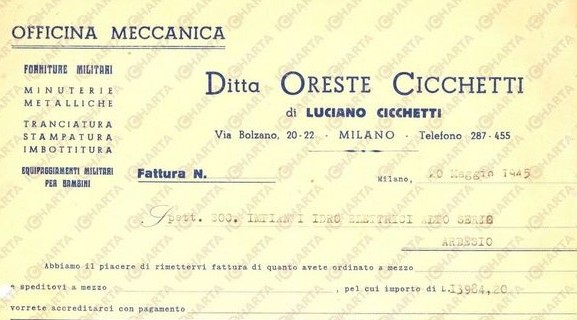 OFFICINA MECCANICA
FORNITURE MILITARI
MINUTERIE
METALLICHE
TRANCIATURA
STAMPATURA
IMBOTTITURA
EQUIPAGGIAMENTI MILITARI
PER BAMBINI
Ditta ORESTE CICCHETTI
di LUCIANO CICCHETTI
Via Bolzano, 20-22 - MILANO - Telefono 287-455
Fattura N.
Milano, 20 Maggio 1945
Spett. SOC. IMPIANTI IDRO ELETTRICI ALTO SERIO
ARDESIO
Abbiamo il piacere di rimettervi fattura di quanto avete ordinato a mezzo
e speditovi a mezzo , pel cui importo di L. 13984,20
vorrete accreditarci con pagamento